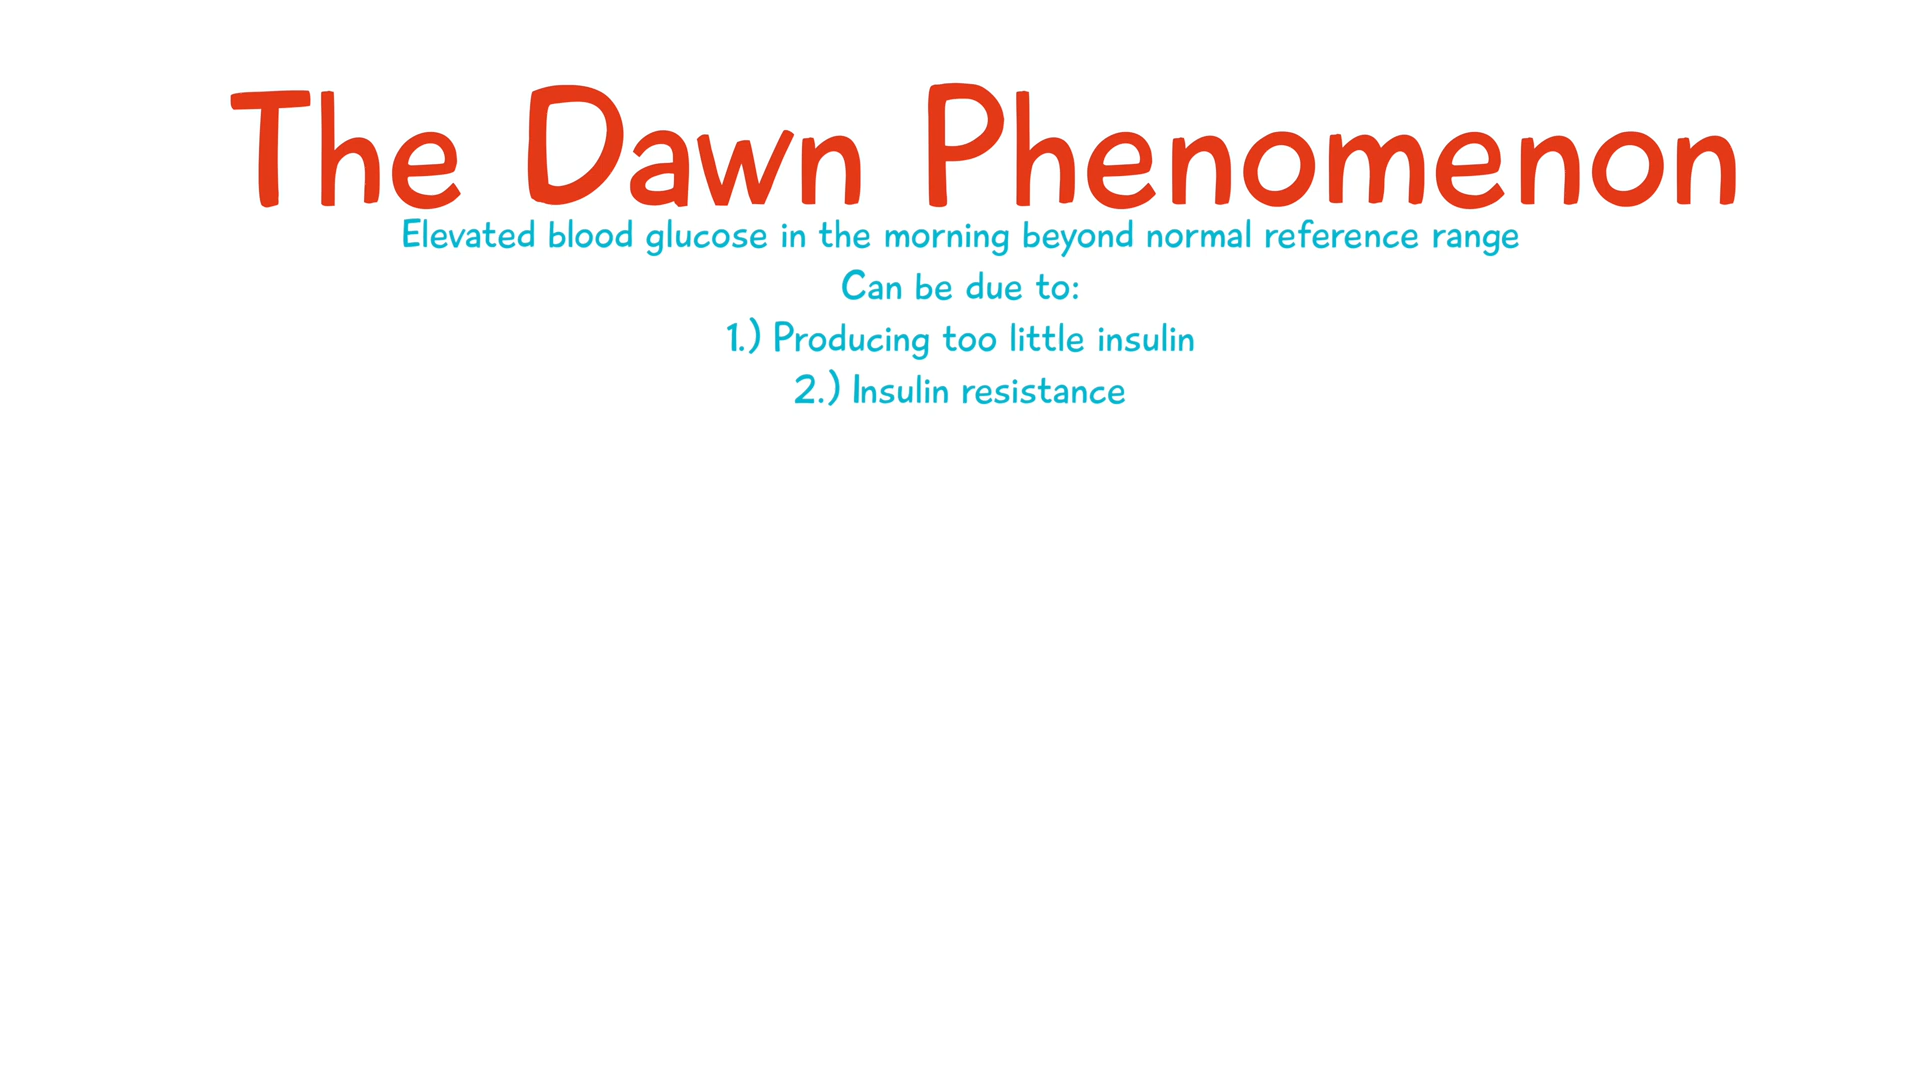 The Dawn Phenomenon
Elevated blood glucose in the morning beyond normal reference range
Can be due to:
1.) Producing too little insulin
2.) Insulin resistance